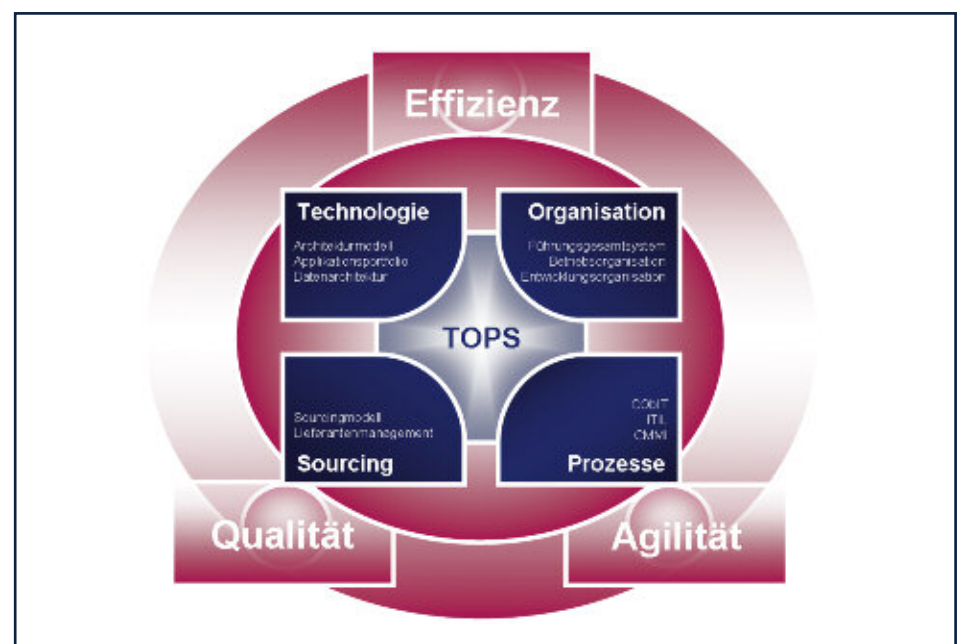 Effizienz
Technologie
Architekturmodell
Applikationsportfolio
Datenarchitektur
Organisation
Führungsgesamtsystem
Betriebsorganisation
Entwicklungsorganisation
TOPS
Sourcingmodell
Lieferantenmanagement
Sourcing
CObIT
ITIL
CMMI
Prozesse
Qualität
Agilität